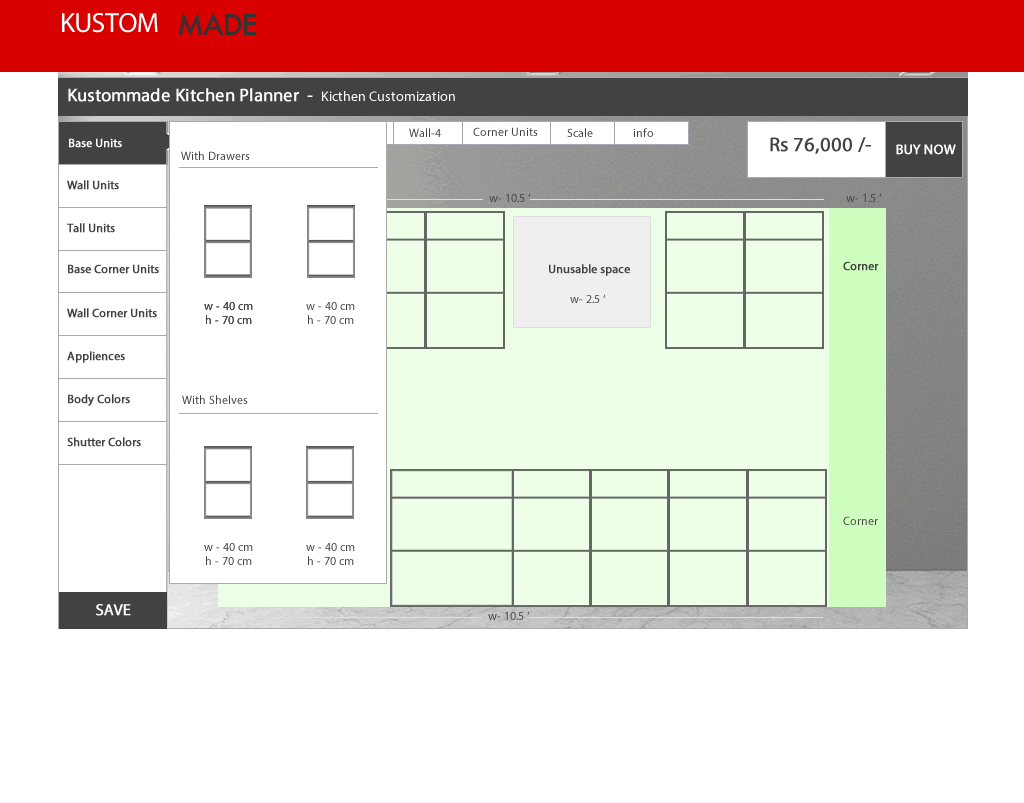 KUSTOM MADE
Kustommade Kitchen Planner - Kicthen Customization
Base Units
Wall Units
Tall Units
Base Corner Units
Wall Corner Units
Appliences
Body Colors
Shutter Colors
SAVE
With Drawers
w - 40 cm
h - 70 cm
w - 40 cm
h - 70 cm
With Shelves
w - 40 cm
h - 70 cm
w - 40 cm
h - 70 cm
Wall-4
Corner Units
Scale
info
Rs 76,000 /-
BUY NOW
w- 10.5 ‘
w- 1.5 ‘
Unusable space
w- 2.5 ‘
Corner
Corner
w- 10.5 ‘